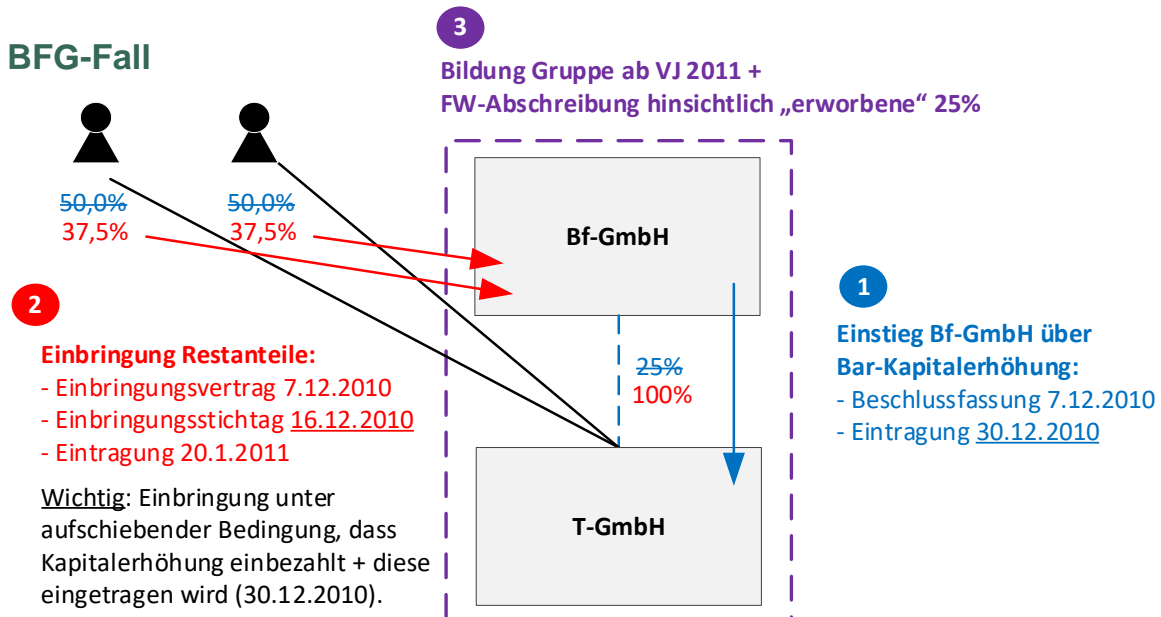 BFG-Fall
3
Bildung Gruppe ab VJ 2011 +
FW-Abschreibung hinsichtlich „erworbene“ 25%
50,0%
50,0%
37,5%
37,5%
Bf-GmbH
2
Einbringung Restanteile:
- Einbringungsvertrag 7.12.2010
- Einbringungsstichtag 16.12.2010
- Eintragung 20.1.2011
Wichtig: Einbringung unter
aufschiebender Bedingung, dass
Kapitalerhöhung einbezahlt + diese
eingetragen wird (30.12.2010).
25%
100%
T-GmbH
1
Einstieg Bf-GmbH über
Bar-Kapitalerhöhung:
- Beschlussfassung 7.12.2010
- Eintragung 30.12.2010